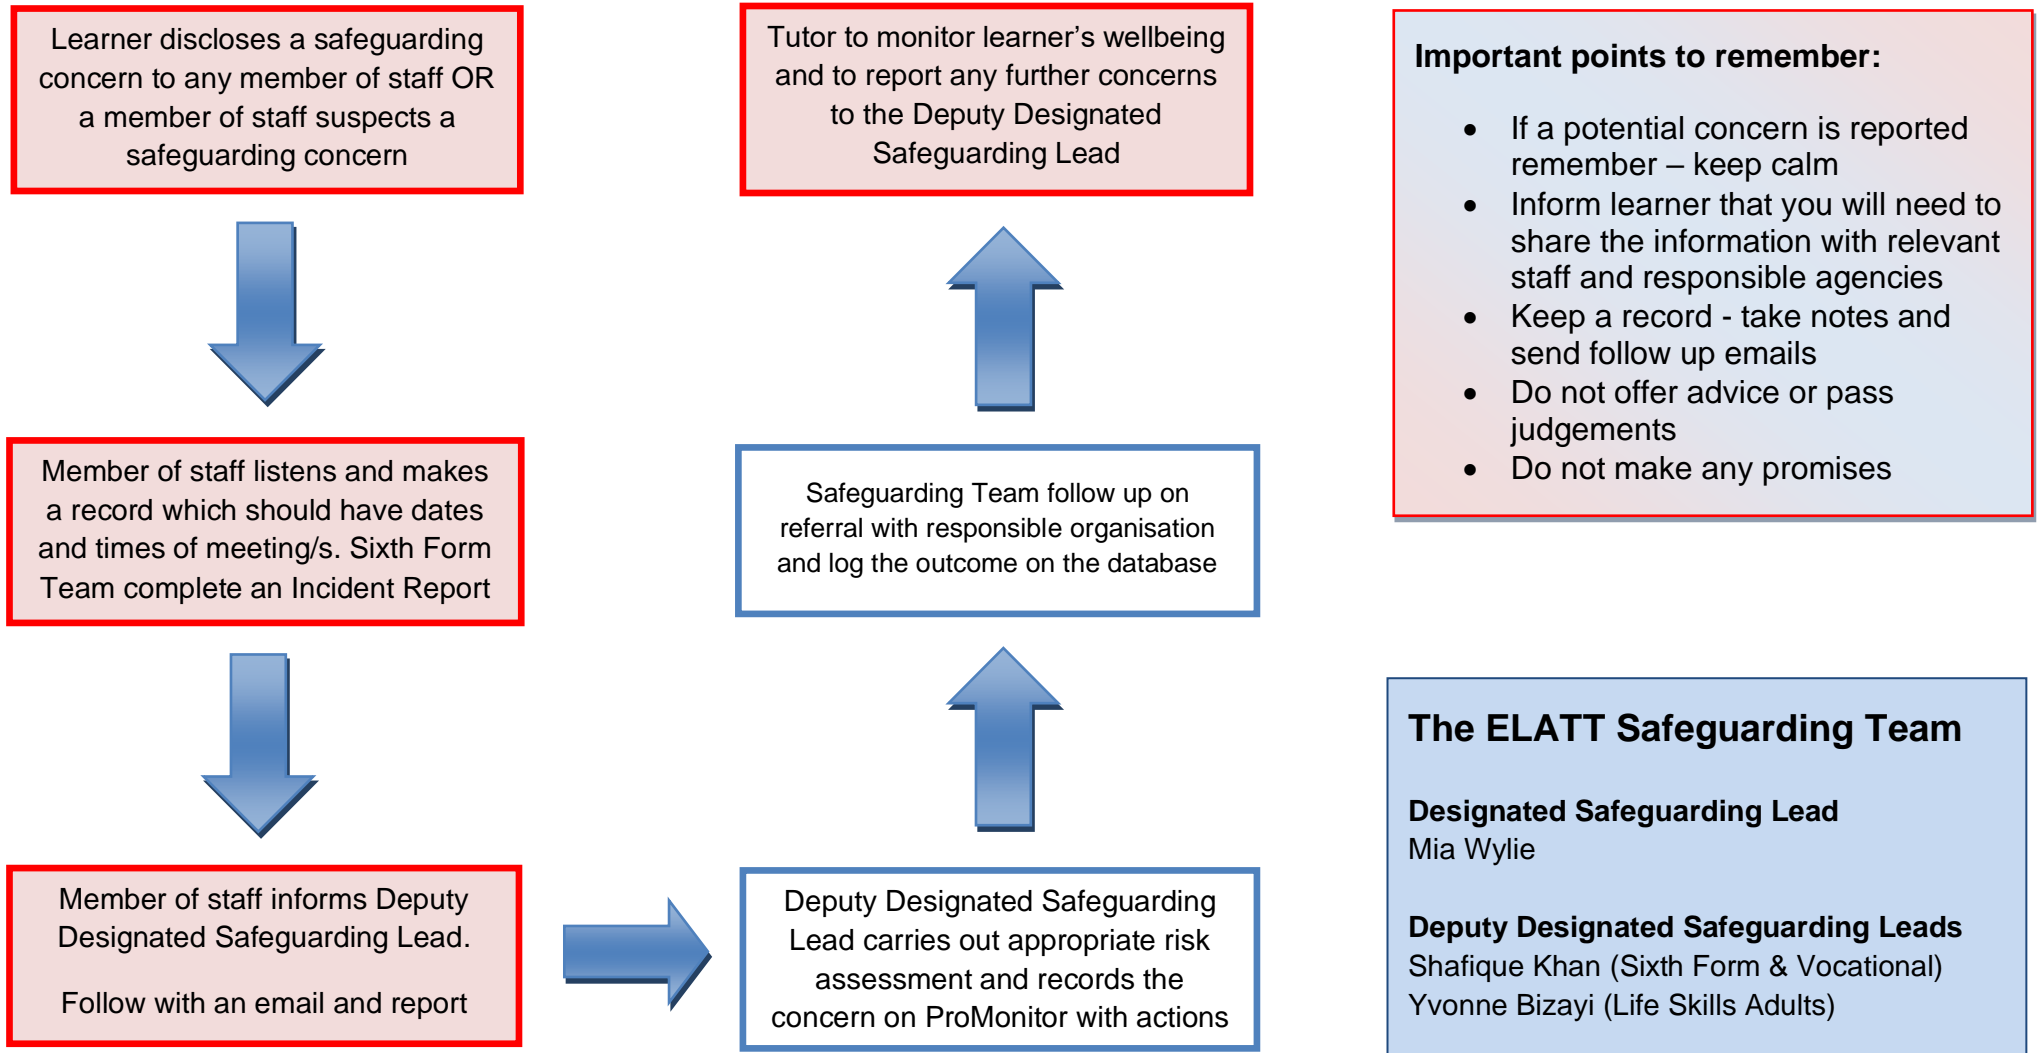 Learner discloses a safeguarding
concern to any member of staff OR
a member of staff suspects a
safeguarding concern
Member of staff listens and makes
a record which should have dates
and times of meeting/s. Sixth Form
Team complete an Incident Report
Member of staff informs Deputy
Designated Safeguarding Lead.
Follow with an email and report
Deputy Designated Safeguarding
Lead carries out appropriate risk
assessment and records the
concern on ProMonitor with actions
Safeguarding Team follow up on
referral with responsible organisation
and log the outcome on the database
Tutor to monitor learner’s wellbeing
and to report any further concerns
to the Deputy Designated
Safeguarding Lead
Important points to remember:
• If a potential concern is reported
remember – keep calm
• Inform learner that you will need to
share the information with relevant
staff and responsible agencies
• Keep a record - take notes and
send follow up emails
• Do not offer advice or pass
judgements
• Do not make any promises
The ELATT Safeguarding Team
Designated Safeguarding Lead
Mia Wylie
Deputy Designated Safeguarding Leads
Shafique Khan (Sixth Form & Vocational)
Yvonne Bizayi (Life Skills Adults)